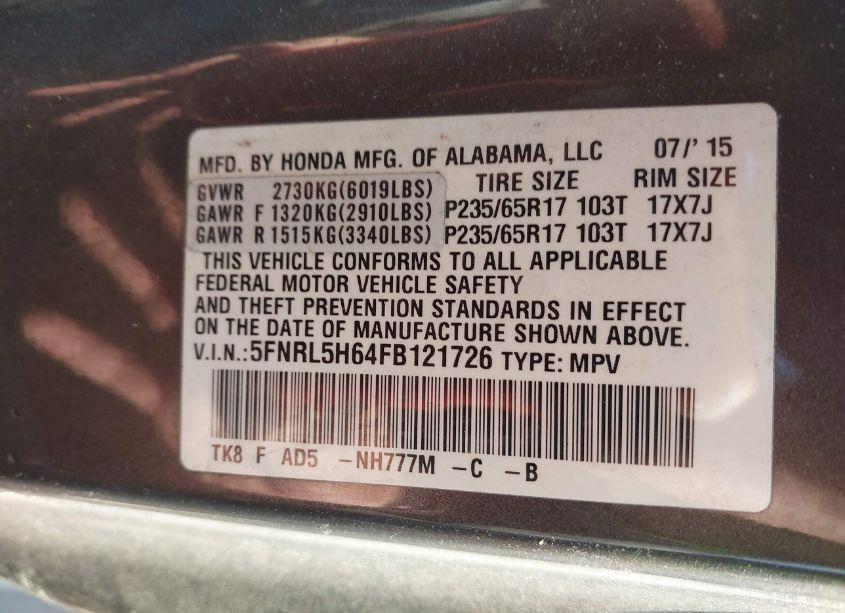 MFD. BY HONDA MFG. OF ALABAMA, LLC 07/' 15
GVWR 2730KG(6019LBS) TIRE SIZE RIM SIZE
GAWR F 1320KG(2910LBS) P235/65R17 103T 17X7J
GAWR R 1515KG(3340LBS) P235/65R17 103T 17X7J
THIS VEHICLE CONFORMS TO ALL APPLICABLE
FEDERAL MOTOR VEHICLE SAFETY
AND THEFT PREVENTION STANDARDS IN EFFECT
ON THE DATE OF MANUFACTURE SHOWN ABOVE.
V.I.N.:5FNRL5H64FB121726 TYPE: MPV
TK8 F AD5 -NH777M -C -B